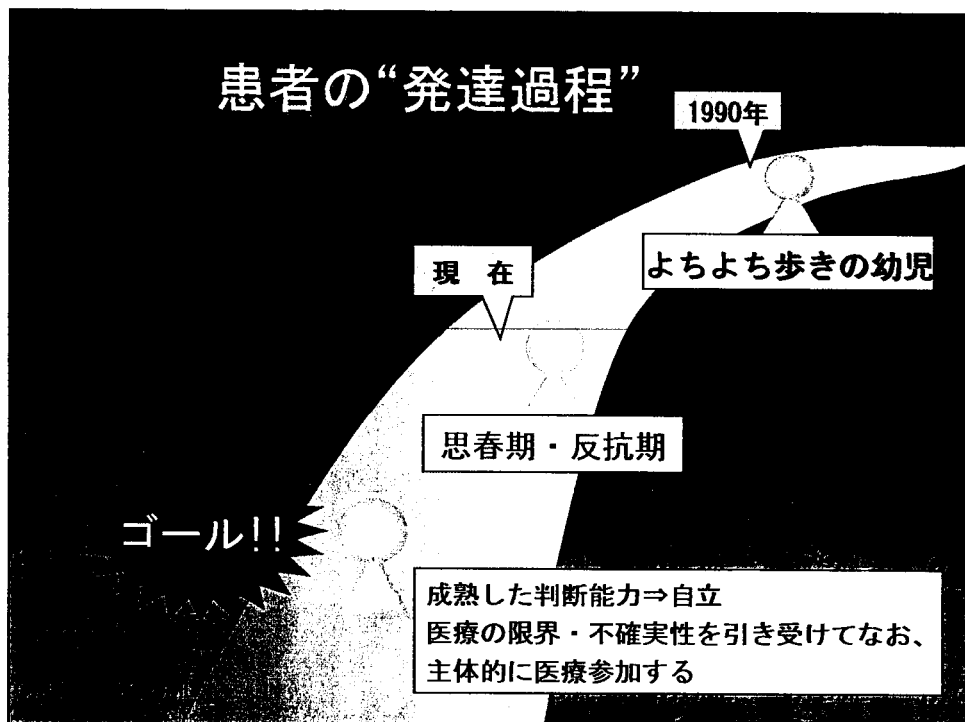 患者の“発達過程”
1990年
よちよち歩きの幼児
現 在
思春期・反抗期
ゴール!!
成熟した判断能力⇒自立
医療の限界・不確実性を引き受けてなお、
主体的に医療参加する